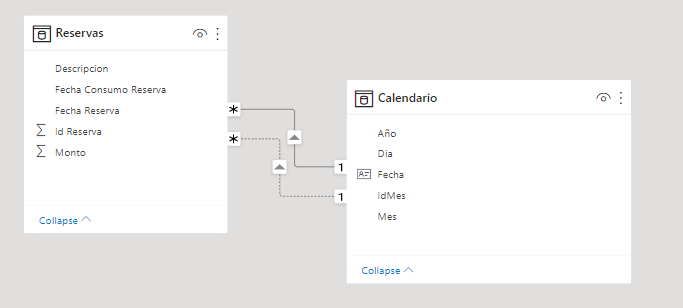 Reservas
Descripcion
Fecha Consumo Reserva
Fecha Reserva
Σ Id Reserva
Σ Monto
Collapse
*
*
1
1
Calendario
Año
Dia
Fecha
IdMes
Mes
Collapse